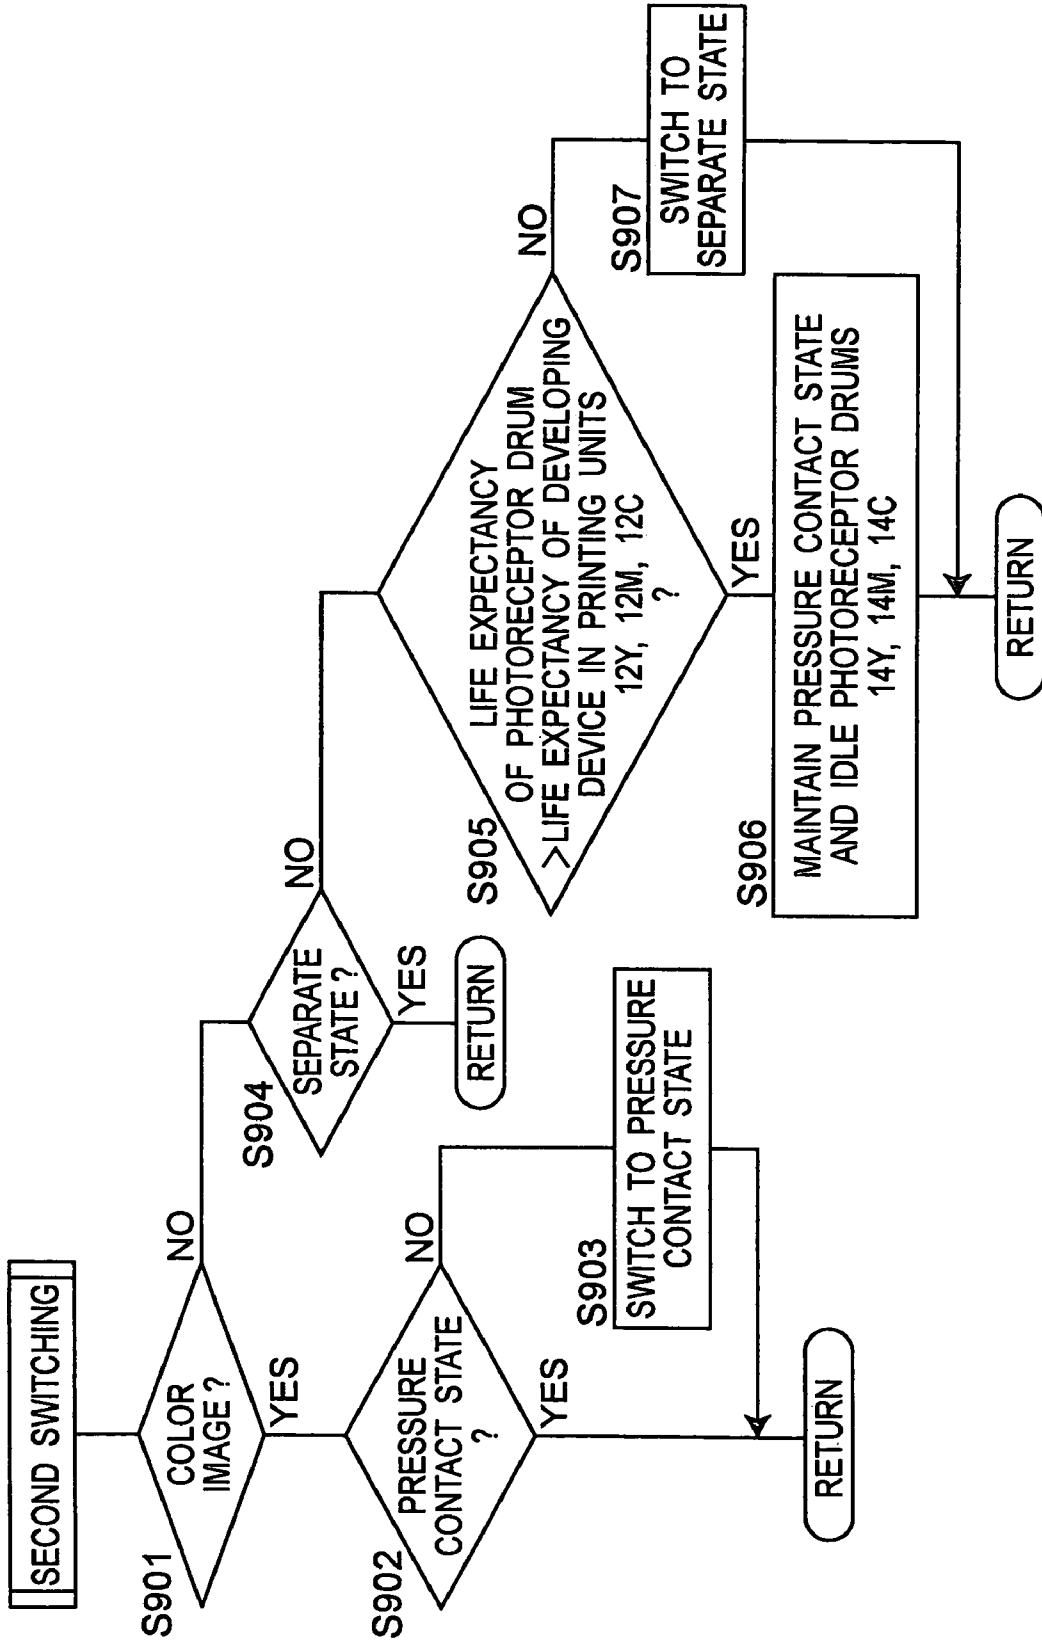 SECOND SWITCHING
S901
COLOR
IMAGE?
NO
YES
S902
PRESSURE
CONTACT STATE
?
NO
YES
S903
SWITCH TO PRESSURE
CONTACT STATE
RETURN
S904
SEPARATE
STATE?
NO
YES
RETURN
S905
LIFE EXPECTANCY
OF PHOTORECEPTOR DRUM
>LIFE EXPECTANCY OF DEVELOPING
DEVICE IN PRINTING UNITS
12Y, 12M, 12C
?
NO
YES
S906
MAINTAIN PRESSURE CONTACT STATE
AND IDLE PHOTORECEPTOR DRUMS
14Y, 14M, 14C
S907
SWITCH TO
SEPARATE STATE
RETURN